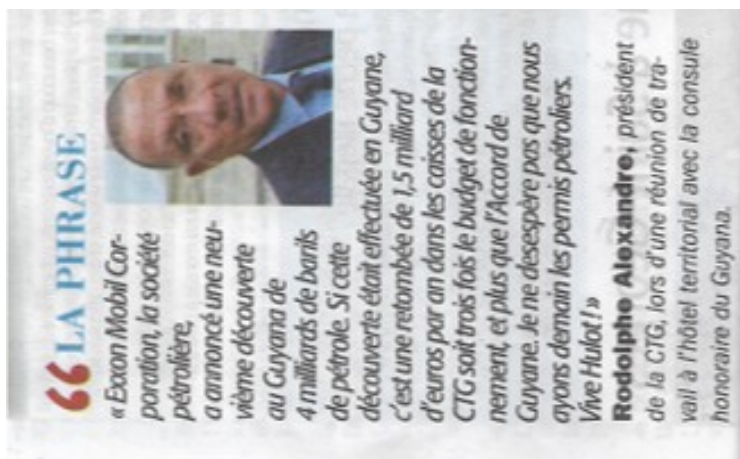 “ LA PHRASE
« Exxon Mobil Cor-
poration, la société
pétrolière,
a annoncé une neu-
vième découverte
au Guyana de
4 milliards de barils
de pétrole. Si cette
découverte était effectuée en Guyane,
c'est une retombée de 1,5 milliard
d'euros par an dans les caisses de la
CTG soit trois fois le budget de fonction-
nement, et plus que l'Accord de
Guyane. Je ne desespère pas que nous
ayons demain les permis pétroliers.
Vive Hulot ! »
Rodolphe Alexandre, président
de la CTG, lors d'une réunion de tra-
vail à l'hôtel territorial avec la consule
honoraire du Guyana.